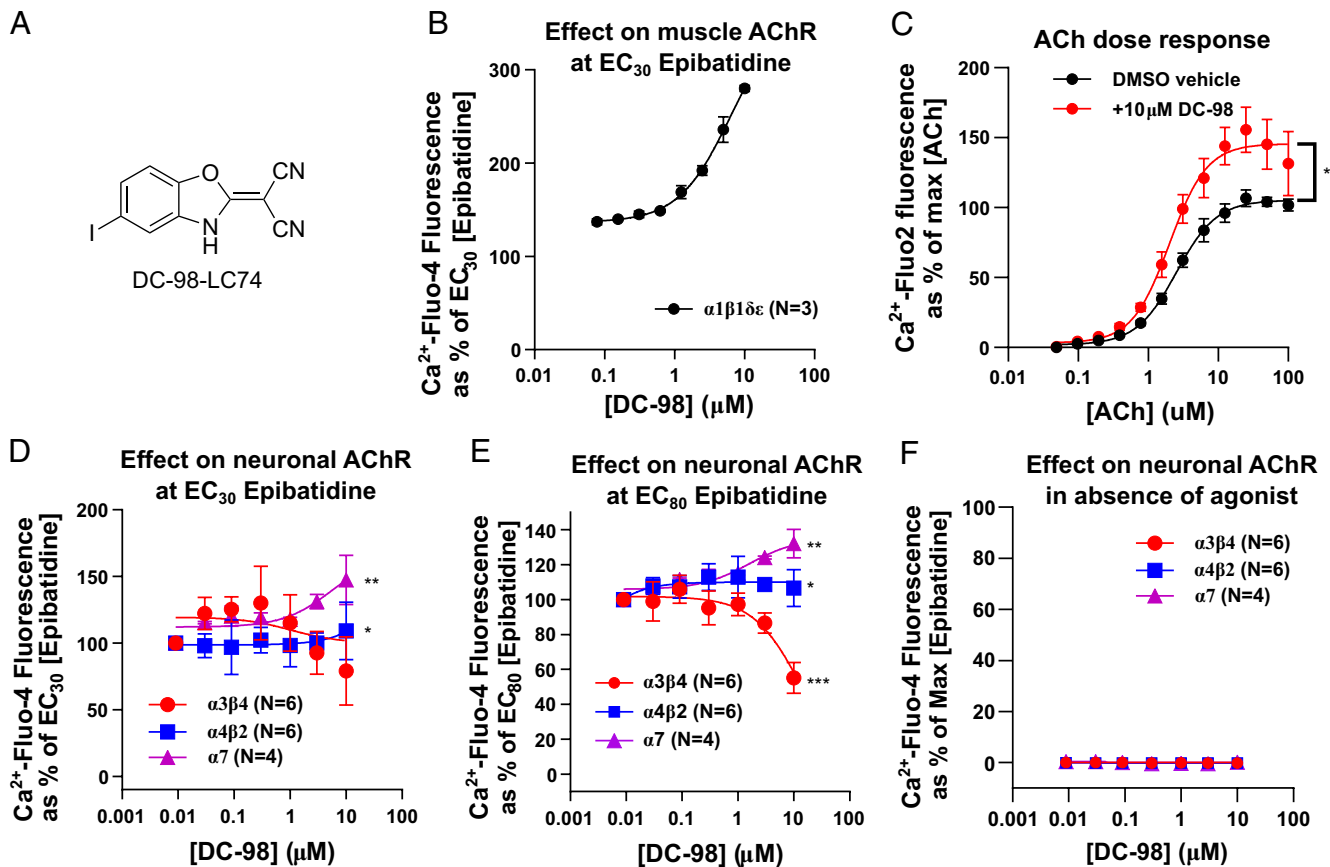 A
O
CN
I
N
H
CN
DC-98-LC74
B
Effect on muscle AChR
at EC30 Epibatidine
Ca2+-Fluo-4 Fluorescence
as % of EC30 [Epibatidine]
300
200
100
0
α1β1δε (N=3)
0.01 0.1 1 10 100
[DC-98] (μM)
C
ACh dose response
Ca2+-Fluo2 fluorescence
as % of max [ACh]
200
150
100
50
0
DMSO vehicle
+10 μM DC-98
*
0.01 0.1 1 10 100
[ACh] (uM)
D
Effect on neuronal AChR
at EC30 Epibatidine
Ca2+-Fluo-4 Fluorescence
as % of EC30 [Epibatidine]
200
150
100
100
0
**
*
α3β4 (N=6)
α4β2 (N=6)
α7 (N=4)
0.001 0.01 0.1 1 10 100
[DC-98] (μM)
E
Effect on neuronal AChR
at EC80 Epibatidine
Ca2+-Fluo-4 Fluorescence
as % of EC80 [Epibatidine]
140
120
100
80
60
40
20
0
**
*
***
α3β4 (N=6)
α4β2 (N=6)
α7 (N=4)
0.001 0.01 0.1 1 10 100
[DC-98] (μM)
F
Effect on neuronal AChR
in absence of agonist
Ca2+-Fluo-4 Fluorescence
as % of Max [Epibatidine]
100
80
60
40
20
0
α3β4 (N=6)
α4β2 (N=6)
α7 (N=4)
0.001 0.01 0.1 1 10 100
[DC-98] (μM)